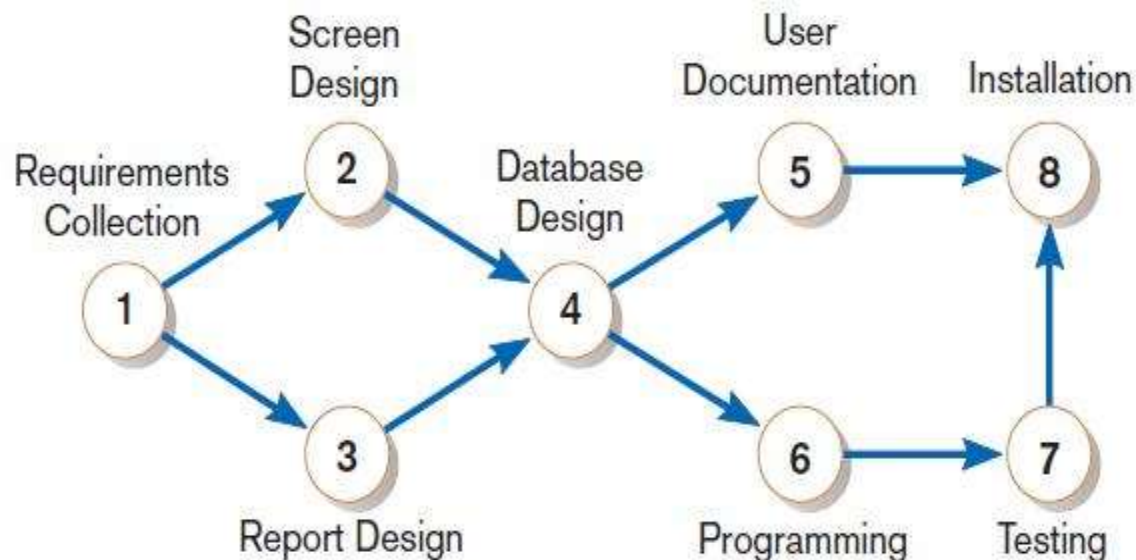 Screen
Design
User
Documentation
Installation
Requirements
Collection
2
Database
Design
5
8
1
4
3
6
7
Report Design
Programming
Testing